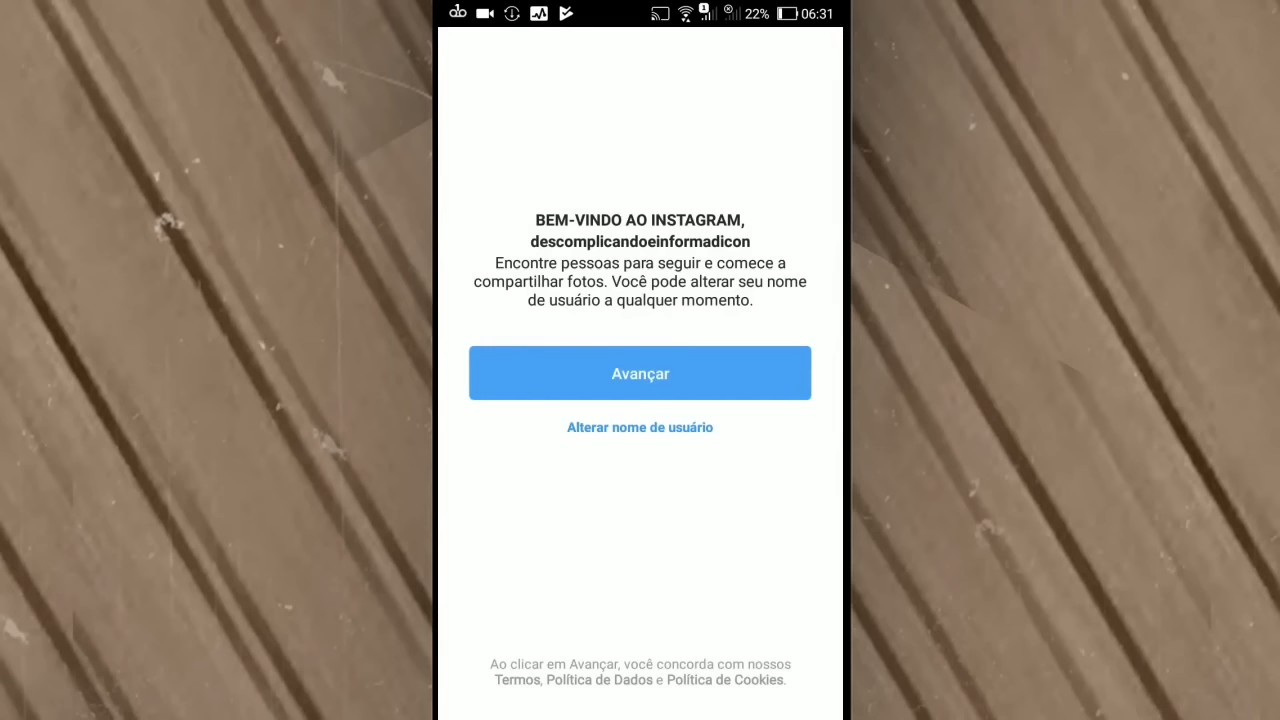 22% 06:31
BEM-VINDO AO INSTAGRAM,
descomplicandoeinformadicon
Encontre pessoas para seguir e comece a
compartilhar fotos. Você pode alterar seu nome
de usuário a qualquer momento.
Avançar
Alterar nome de usuário
Ao clicar em Avançar, você concorda com nossos
Termos, Política de Dados e Política de Cookies.